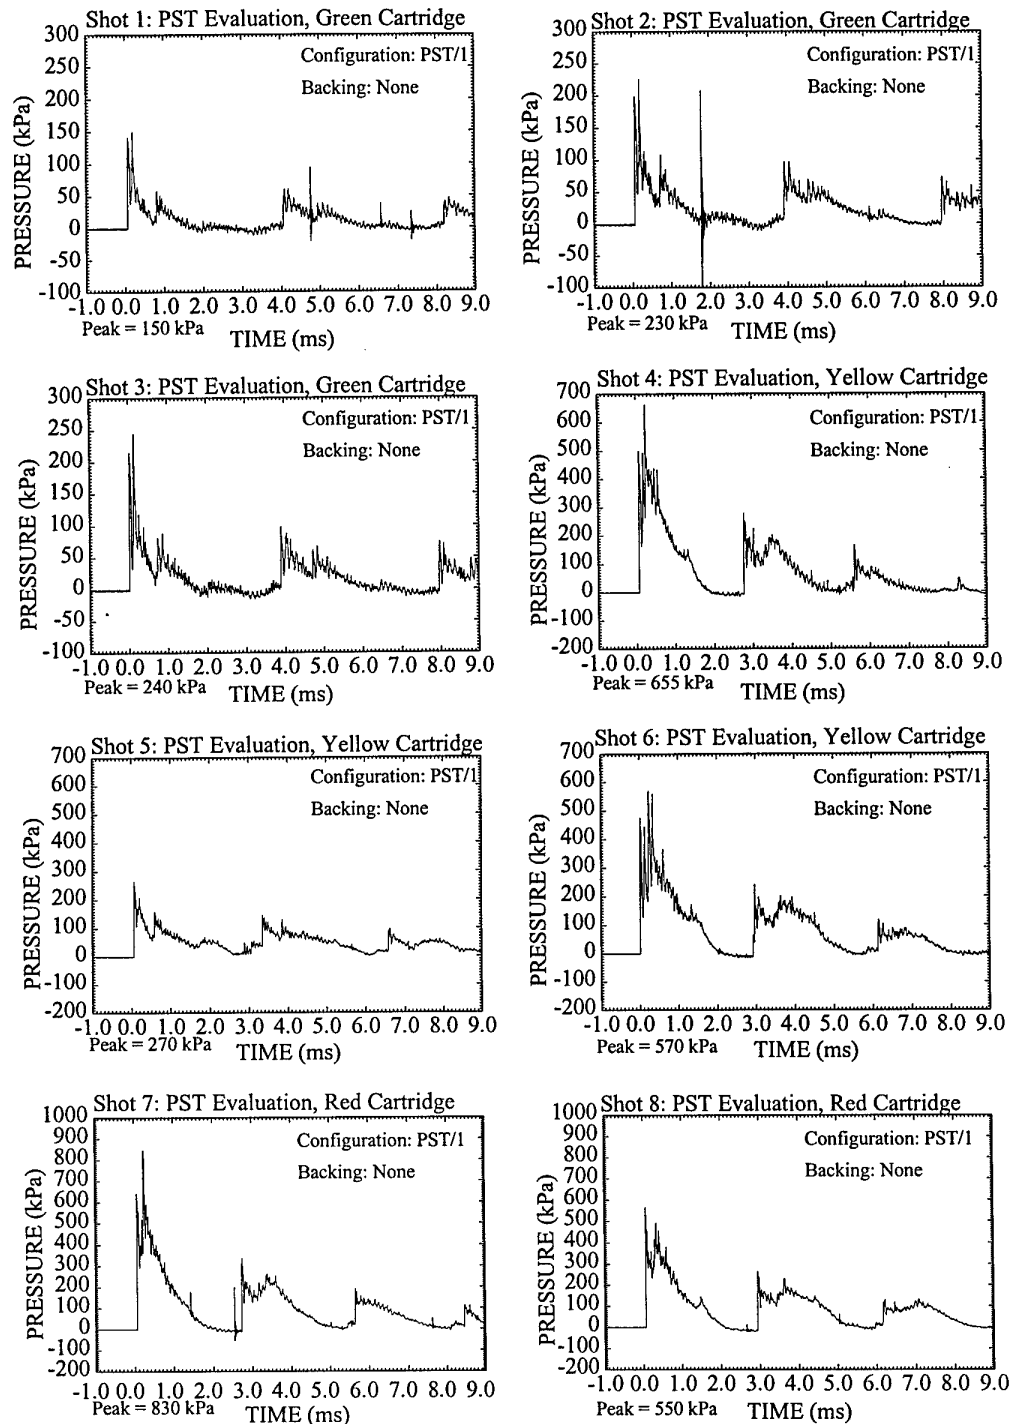 Shot 1: PST Evaluation, Green Cartridge
300
250
200
150
100
50
0
-50
-100
PRESSURE (kPa)
Configuration: PST/1
Backing: None
-1.0 0.0 1.0 2.0 3.0 4.0 5.0 6.0 7.0 8.0 9.0
Peak = 150 kPa
TIME (ms)
Shot 2: PST Evaluation, Green Cartridge
300
250
200
150
100
50
0
-50
-100
PRESSURE (kPa)
Configuration: PST/1
Backing: None
-1.0 0.0 1.0 2.0 3.0 4.0 5.0 6.0 7.0 8.0 9.0
Peak = 230 kPa
TIME (ms)
Shot 3: PST Evaluation, Green Cartridge
300
250
200
150
100
50
0
-50
-100
PRESSURE (kPa)
Configuration: PST/1
Backing: None
-1.0 0.0 1.0 2.0 3.0 4.0 5.0 6.0 7.0 8.0 9.0
Peak = 240 kPa
TIME (ms)
Shot 4: PST Evaluation, Yellow Cartridge
700
600
500
400
300
200
100
0
-100
-200
PRESSURE (kPa)
Configuration: PST/1
Backing: None
-1.0 0.0 1.0 2.0 3.0 4.0 5.0 6.0 7.0 8.0 9.0
Peak = 655 kPa
TIME (ms)
Shot 5: PST Evaluation, Yellow Cartridge
700
600
500
400
300
200
100
0
-100
-200
PRESSURE (kPa)
Configuration: PST/1
Backing: None
-1.0 0.0 1.0 2.0 3.0 4.0 5.0 6.0 7.0 8.0 9.0
Peak = 270 kPa
TIME (ms)
Shot 6: PST Evaluation, Yellow Cartridge
700
600
500
400
300
200
100
0
-100
-200
PRESSURE (kPa)
Configuration: PST/1
Backing: None
-1.0 0.0 1.0 2.0 3.0 4.0 5.0 6.0 7.0 8.0 9.0
Peak = 570 kPa
TIME (ms)
Shot 7: PST Evaluation, Red Cartridge
1000
900
800
700
600
500
400
300
200
100
0
-100
-200
PRESSURE (kPa)
Configuration: PST/1
Backing: None
-1.0 0.0 1.0 2.0 3.0 4.0 5.0 6.0 7.0 8.0 9.0
Peak = 830 kPa
TIME (ms)
Shot 8: PST Evaluation, Red Cartridge
1000
900
800
700
600
500
400
300
200
100
0
-100
-200
PRESSURE (kPa)
Configuration: PST/1
Backing: None
-1.0 0.0 1.0 2.0 3.0 4.0 5.0 6.0 7.0 8.0 9.0
Peak = 550 kPa
TIME (ms)